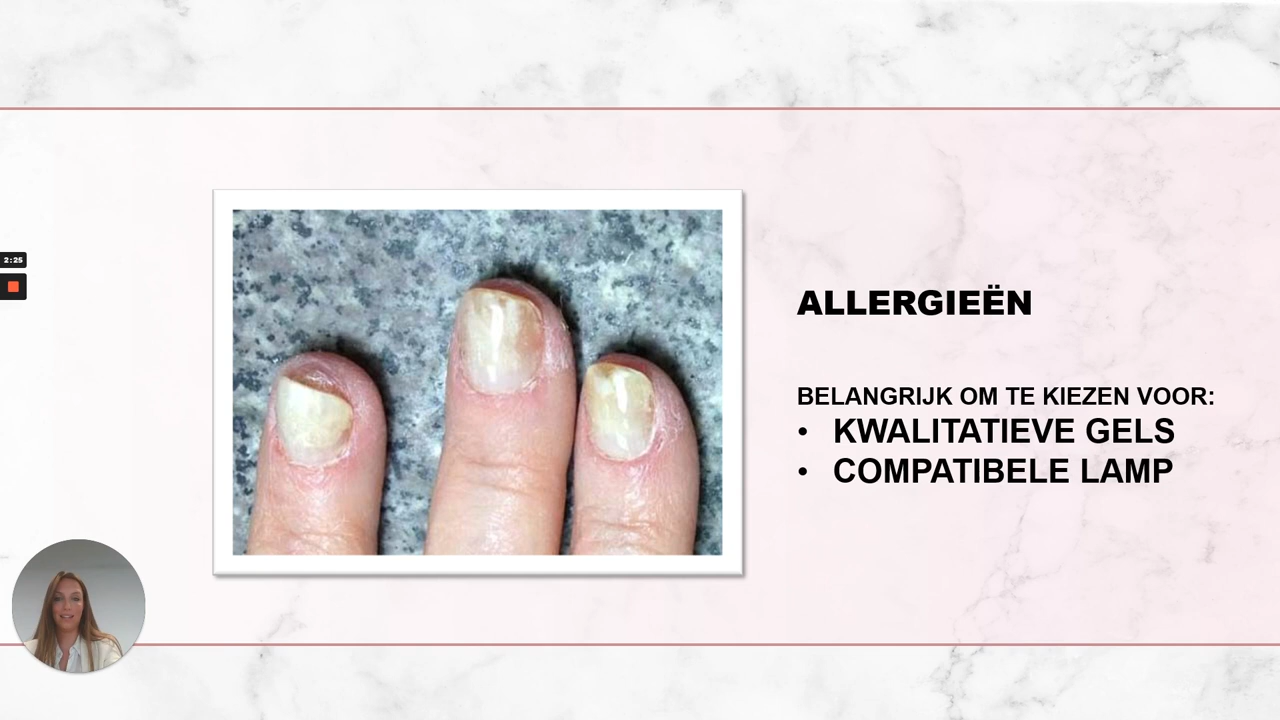 2:25
ALLERGIEËN
BELANGRIJK OM TE KIEZEN VOOR:
• KWALITATIEVE GELS
• COMPATIBELE LAMP